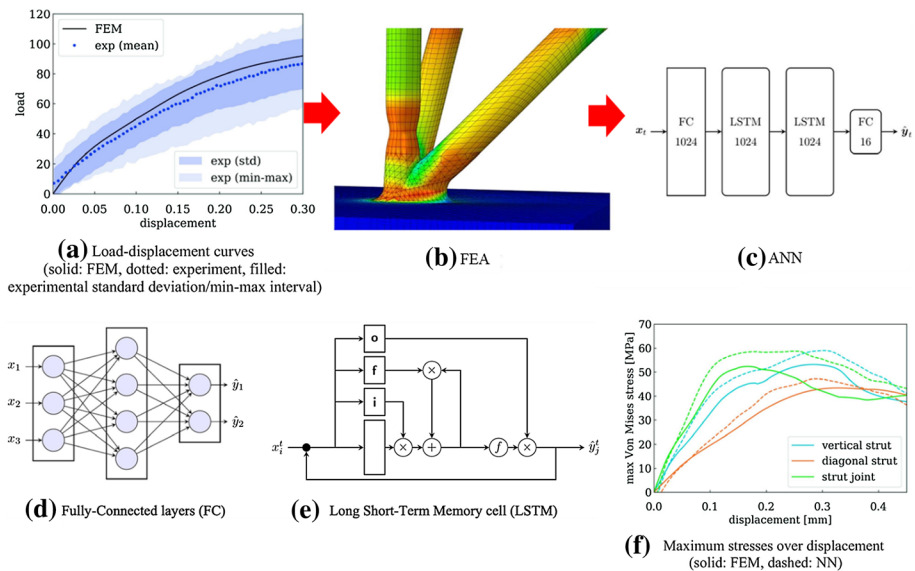 120
100
80
60
40
20
0
load
FEM
exp (mean)
exp (std)
exp (min-max)
0.00 0.05 0.10 0.15 0.20 0.25 0.30
displacement
(a) Load-displacement curves
(solid: FEM, dotted: experiment, filled:
experimental standard deviation/min-max interval)
(b) FEA
x_t
FC
1024
LSTM
1024
LSTM
1024
FC
16
ŷ_t
(c) ANN
x₁
x₂
x₃
ŷ₁
ŷ₂
(d) Fully-Connected layers (FC)
o
f
i
x_i^t
×
×
+
f
×
ŷ_j^t
(e) Long Short-Term Memory cell (LSTM)
70
60
50
40
30
20
10
0
max Von Mises stress [MPa]
vertical strut
diagonal strut
strut joint
0.0 0.1 0.2 0.3 0.4
displacement [mm]
(f) Maximum stresses over displacement
(solid: FEM, dashed: NN)